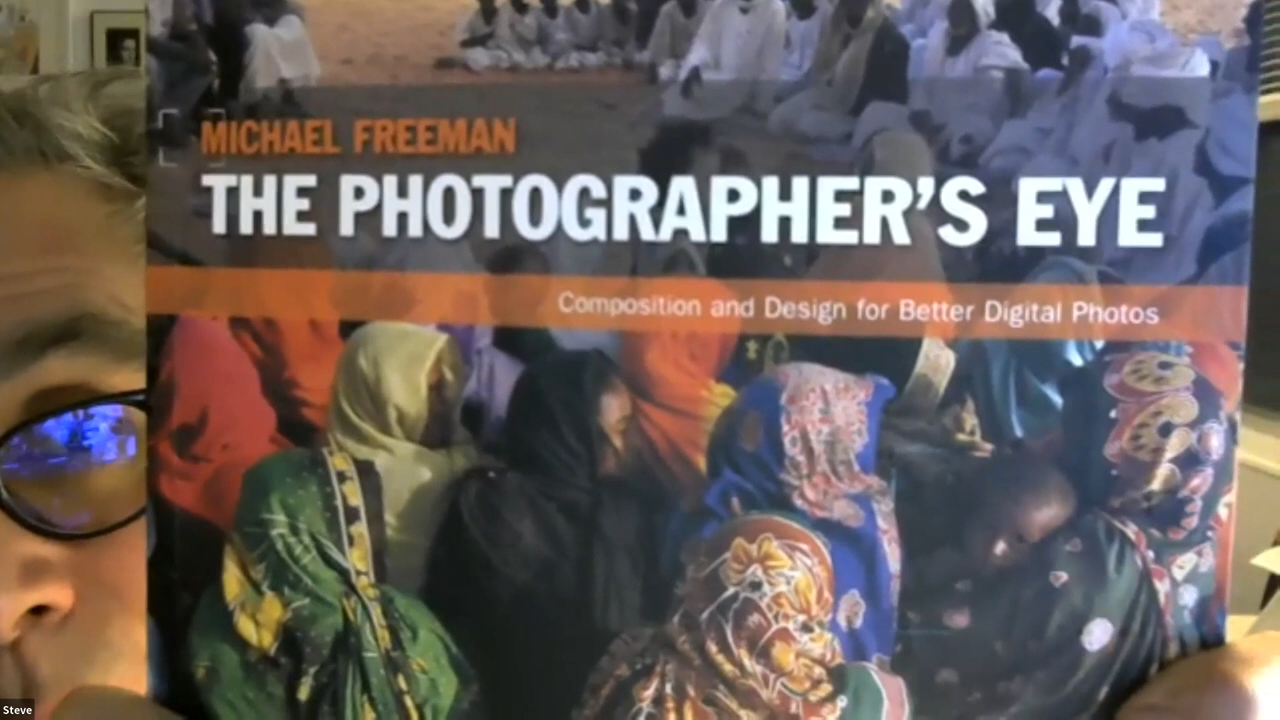 MICHAEL FREEMAN
THE PHOTOGRAPHER'S EYE
Composition and Design for Better Digital Photos
Steve